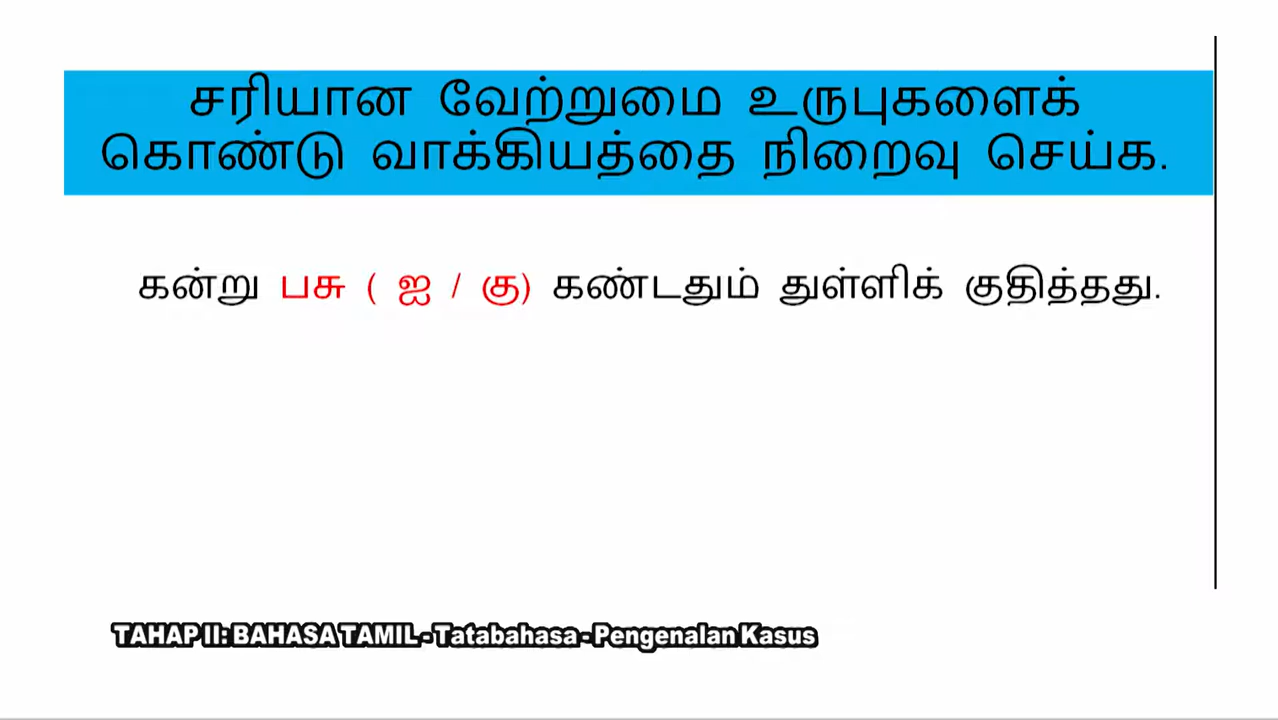 சரியான வேற்றுமை உருபுகளைக்
கொண்டு வாக்கியத்தை நிறைவு செய்க.
கன்று பசு ( ஐ / கு) கண்டதும் துள்ளிக் குதித்தது.
TAHAP II: BAHASA TAMIL - Tatabahasa - Pengenalan Kasus